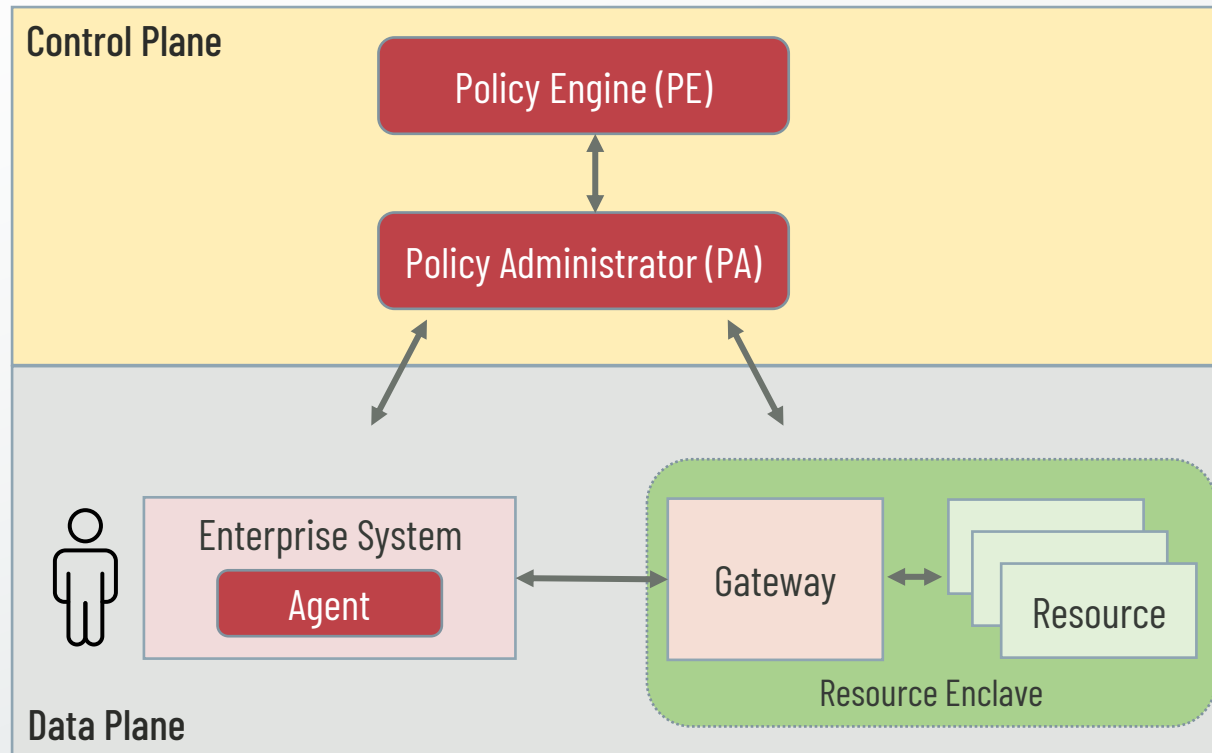 Control Plane
Policy Engine (PE)
Policy Administrator (PA)
Enterprise System
Agent
Gateway
Resource
Resource Enclave
Data Plane